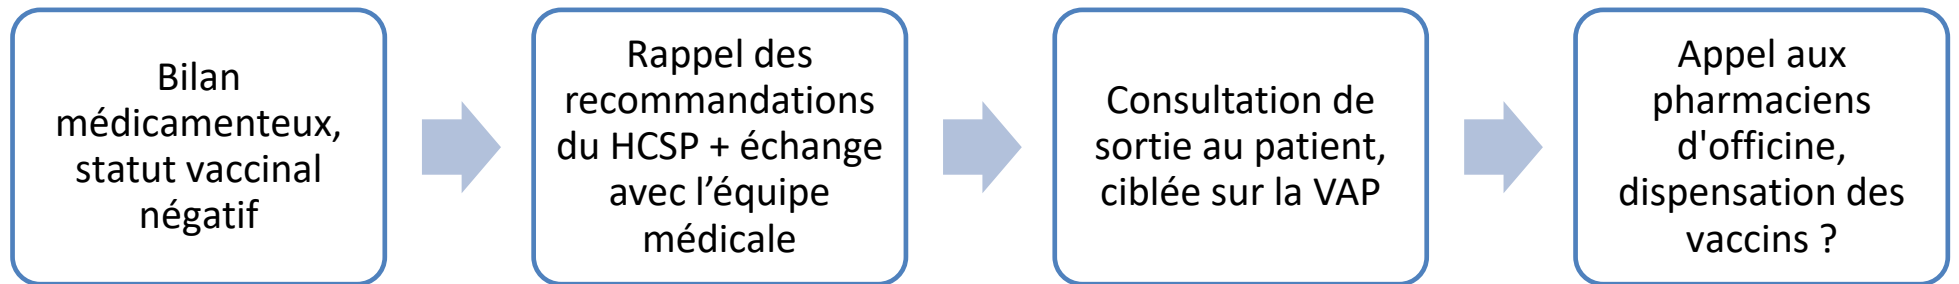 Bilan
médicamenteux,
statut vaccinal
négatif
Rappel des
recommandations
du HCSP + échange
avec l’équipe
médicale
Consultation de
sortie au patient,
ciblée sur la VAP
Appel aux
pharmaciens
d'officine,
dispensation des
vaccins ?